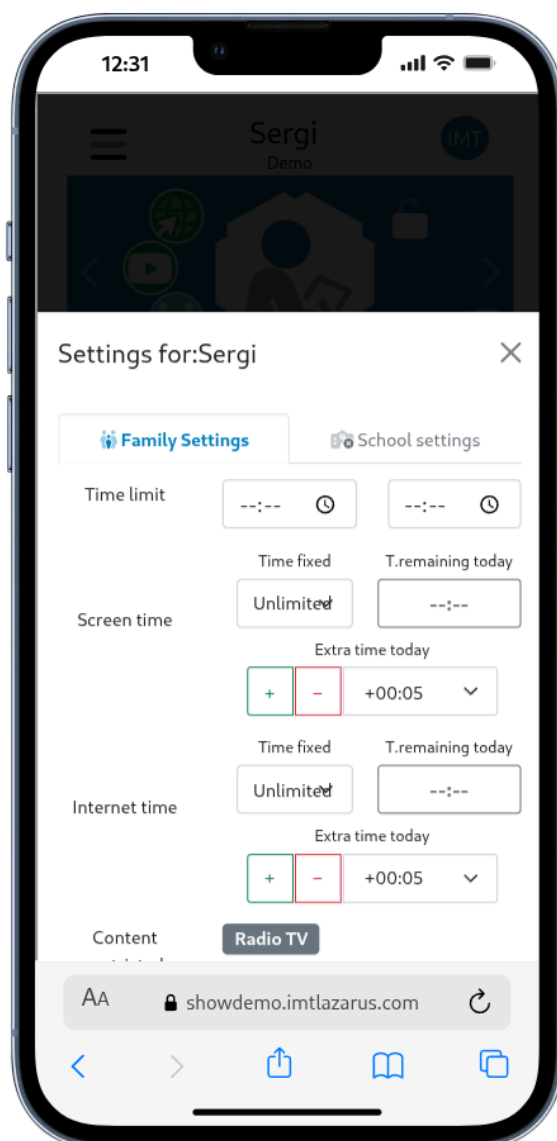 12:31
Sergi
IMT
Demo
Settings for:Sergi
Family Settings
School settings
Time limit
--:--
--:--
Time fixed
T.remaining today
Screen time
Unlimited
--:--
Extra time today
+
−
+00:05
Time fixed
T.remaining today
Internet time
Unlimited
--:--
Extra time today
+
−
+00:05
Content
Radio TV
AA
showdemo.imtlazarus.com